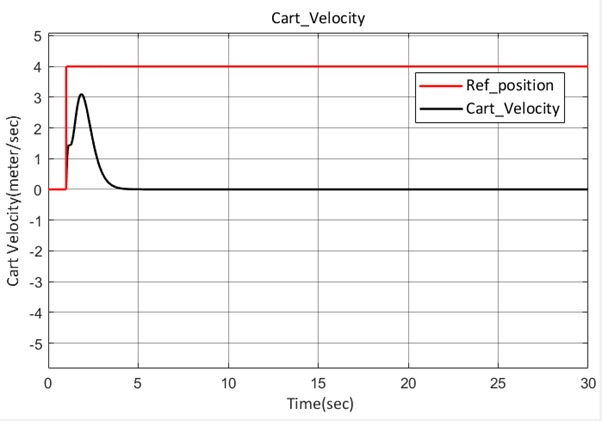 Cart_Velocity
5
4
3
2
1
0
-1
-2
-3
-4
-5
Cart Velocity(meter/sec)
Ref_position
Cart_Velocity
0 5 10 15 20 25 30
Time(sec)